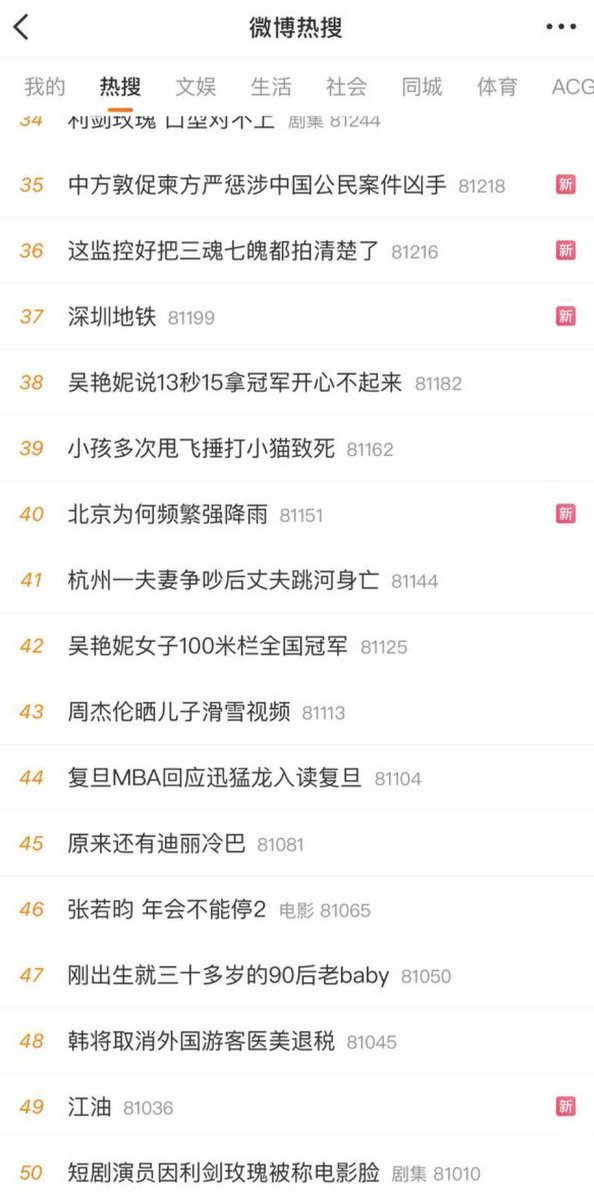 微博热搜
我的 热搜 文娱 生活 社会 同城 体育 ACG
34 利剑玫瑰 口型对不上 剧集 81244
35 中方敦促柬方严惩涉中国公民案件凶手 81218 新
36 这监控好把三魂七魄都拍清楚了 81216 新
37 深圳地铁 81199 新
38 吴艳妮说13秒15拿冠军开心不起来 81182
39 小孩多次甩飞捶打小猫致死 81162
40 北京为何频繁强降雨 81151 新
41 杭州一夫妻争吵后丈夫跳河身亡 81144
42 吴艳妮女子100米栏全国冠军 81125
43 周杰伦晒儿子滑雪视频 81113
44 复旦MBA回应迅猛龙入读复旦 81104
45 原来还有迪丽冷巴 81081
46 张若昀 年会不能停2 电影 81065
47 刚出生就三十多岁的90后老baby 81050
48 韩将取消外国游客医美退税 81045
49 江油 81036 新
50 短剧演员因利剑玫瑰被称电影脸 剧集 81010